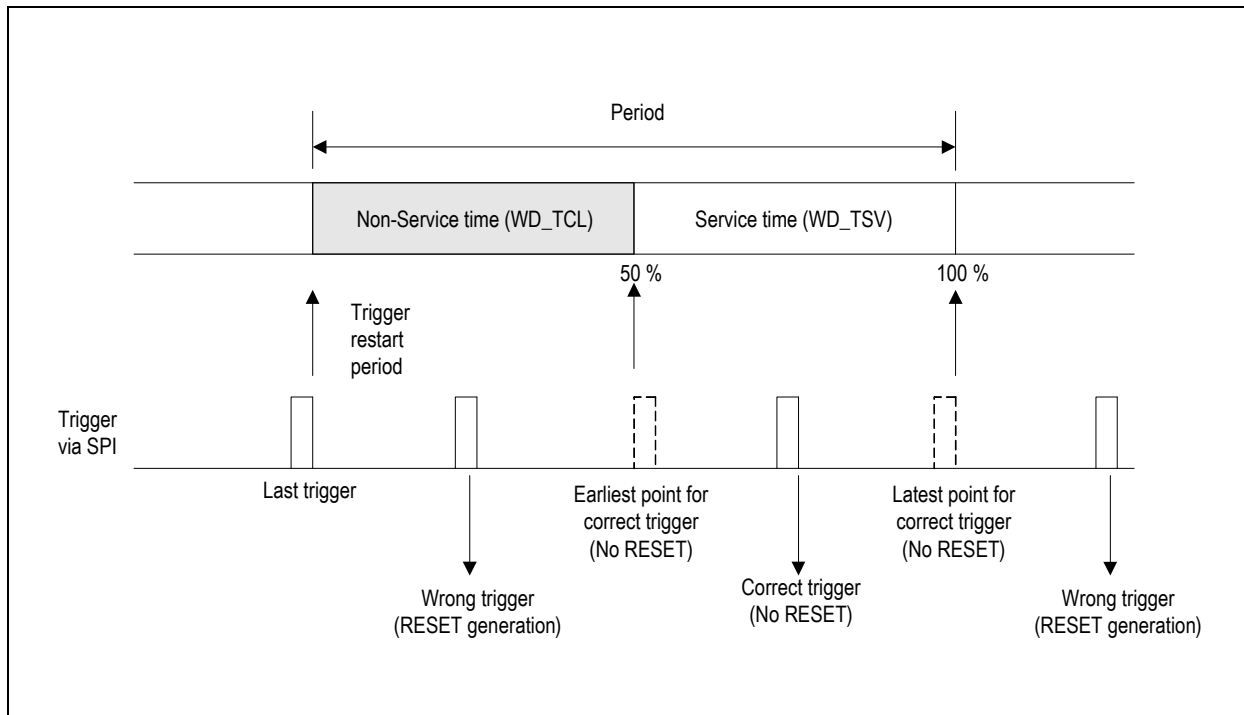 Period
Non-Service time (WD_TCL)
Service time (WD_TSV)
50 %
100 %
Trigger
restart
period
Trigger
via SPI
Last trigger
Earliest point for
correct trigger
(No RESET)
Latest point for
correct trigger
(No RESET)
Wrong trigger
(RESET generation)
Correct trigger
(No RESET)
Wrong trigger
(RESET generation)